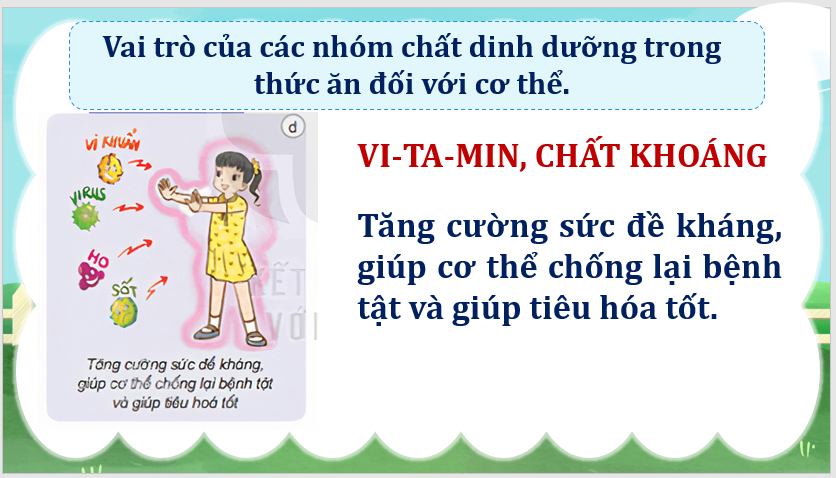 Vai trò của các nhóm chất dinh dưỡng trong
thức ăn đối với cơ thể.
d
VI KHUẨN
VIRUS
HO
SỐT
KẾT
VỚI
Tăng cường sức đề kháng,
giúp cơ thể chống lại bệnh tật
và giúp tiêu hoá tốt
VI-TA-MIN, CHẤT KHOÁNG
Tăng cường sức đề kháng,
giúp cơ thể chống lại bệnh
tật và giúp tiêu hóa tốt.